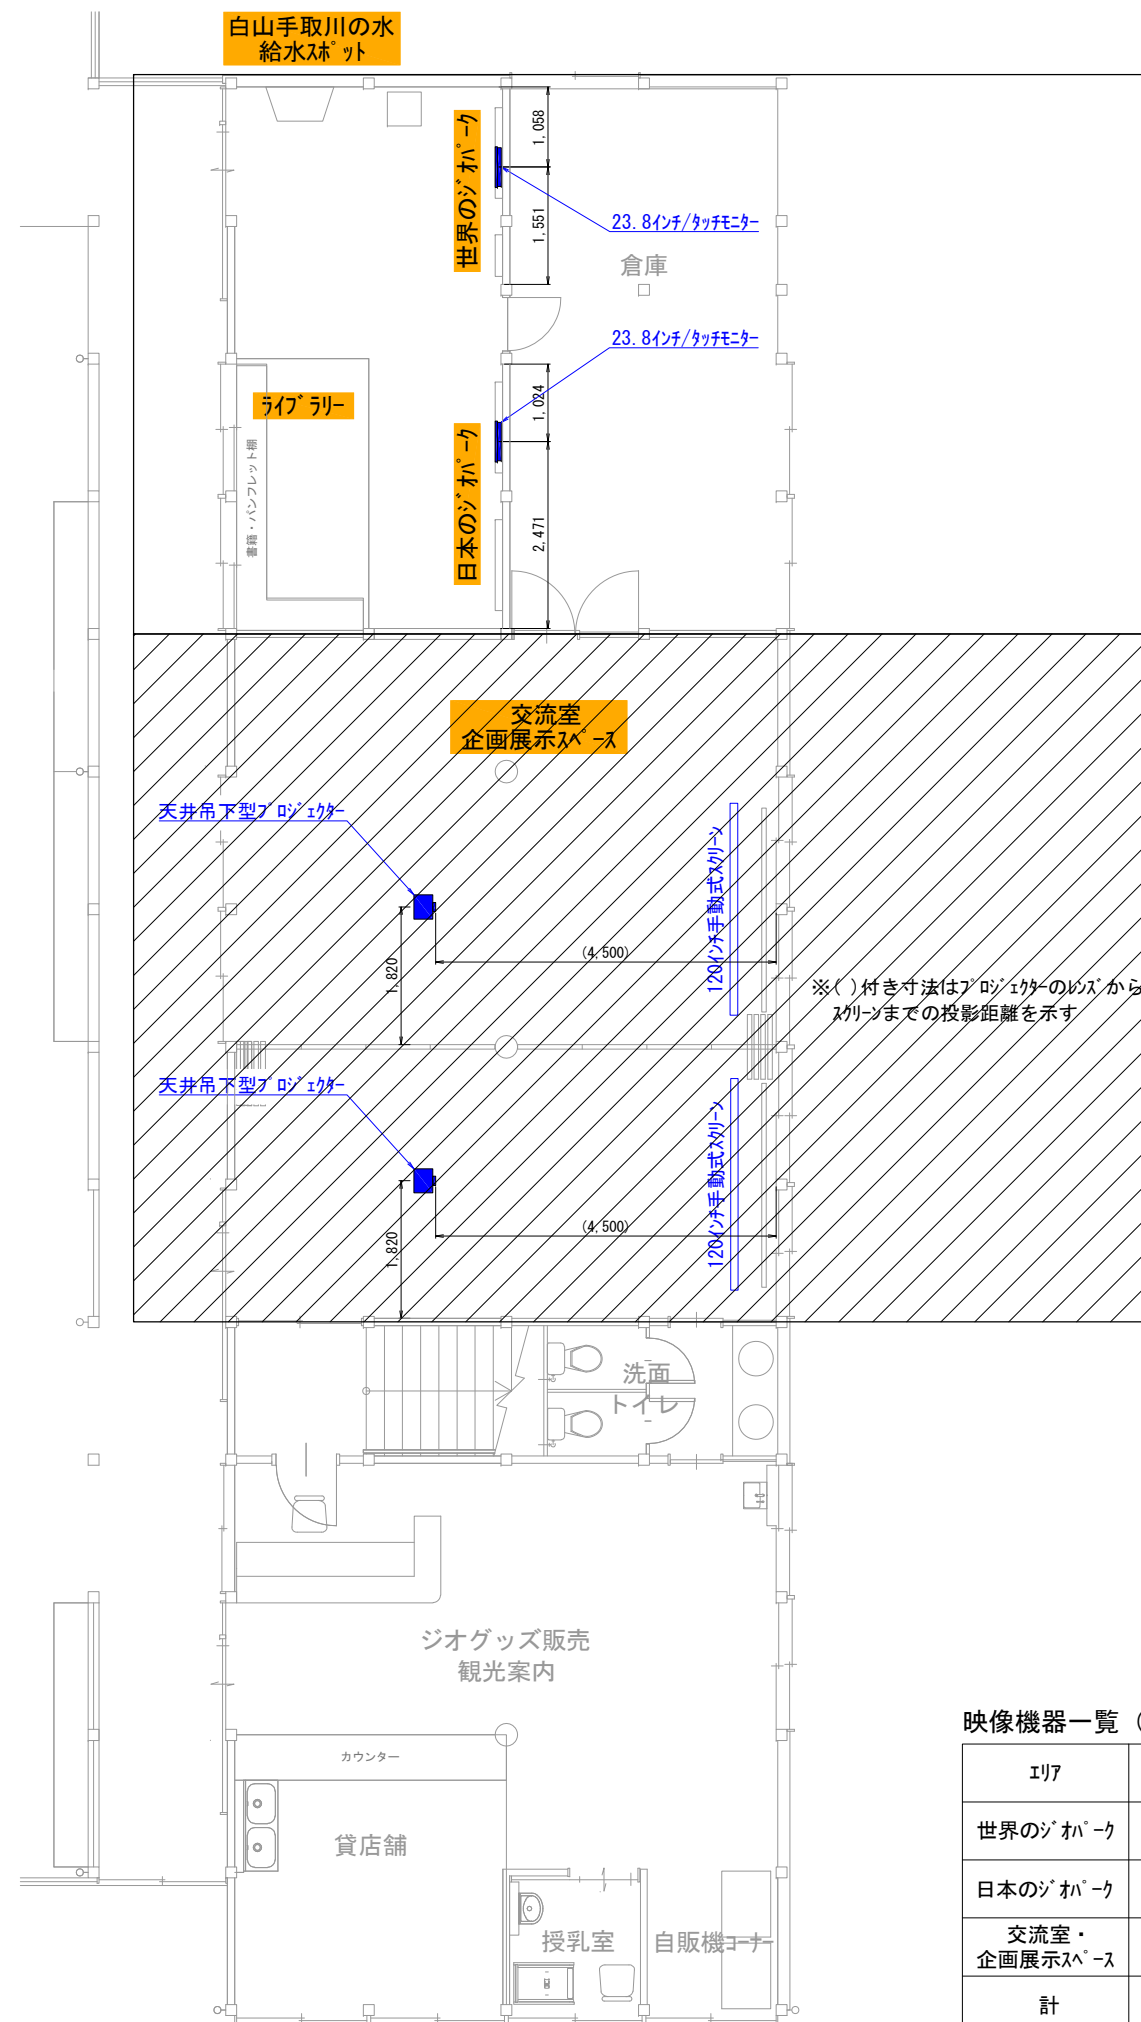 白山手取川の水
給水スポット
世界のジオパーク
1,058
1,551
23.8インチ/タッチモニター
倉庫
23.8インチ/タッチモニター
ライブラリー
書籍・パンフレット棚
日本のジオパーク
1,024
2,471
交流室
企画展示スペース
天井吊下型プロジェクター
120インチ手動式スクリーン
1,820
(4,500)
※( )付き寸法はプロジェクターのレンズから
スクリーンまでの投影距離を示す
天井吊下型プロジェクター
120インチ手動式スクリーン
1,820
(4,500)
洗面
トイレ
ジオグッズ販売
観光案内
カウンター
貸店舗
授乳室
自販機コーナー
映像機器一覧（
エリア
世界のジオパーク
日本のジオパーク
交流室・
企画展示スペース
計